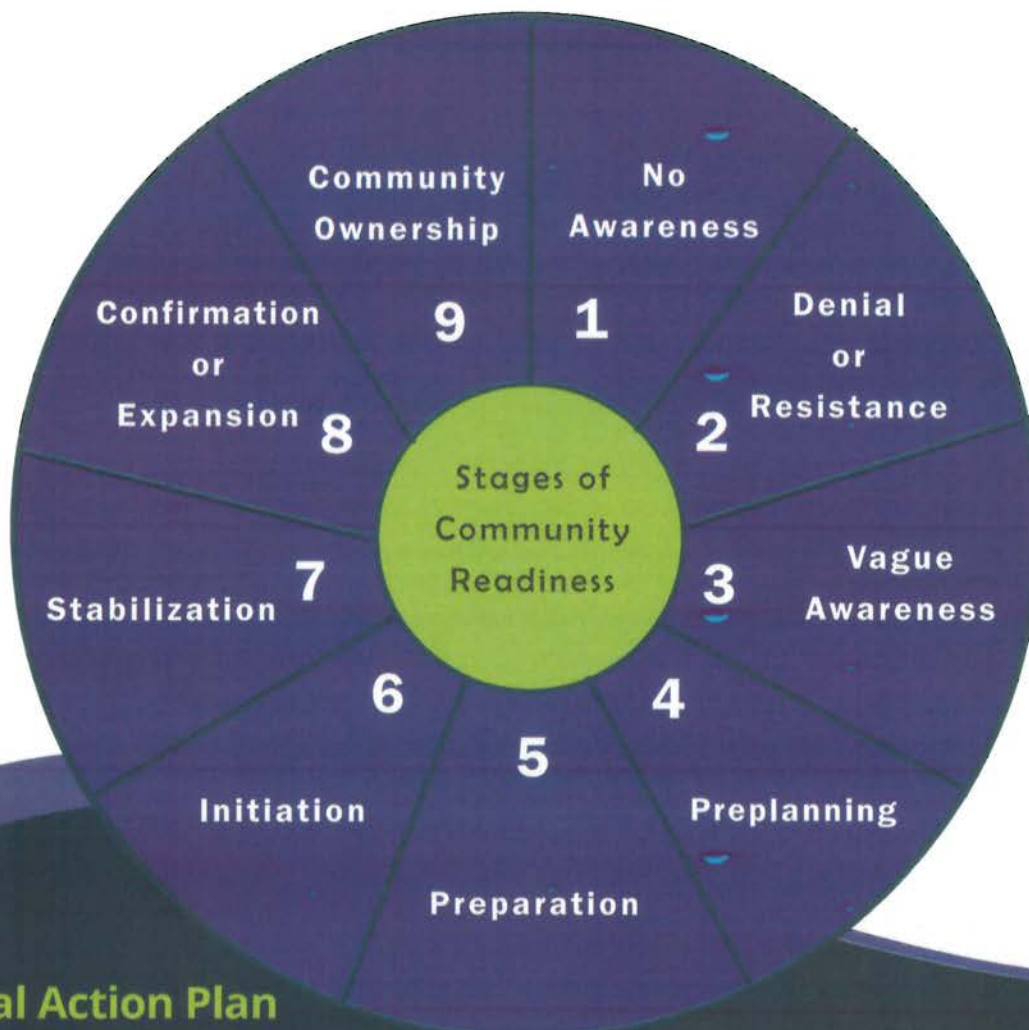 Stages of
Community
Readiness
No
Awareness
1
Denial
or
Resistance
2
Vague
Awareness
3
4
Preplanning
5
Preparation
6
Initiation
7
Stabilization
Confirmation
or
Expansion
8
Community
Ownership
9
Action Plan